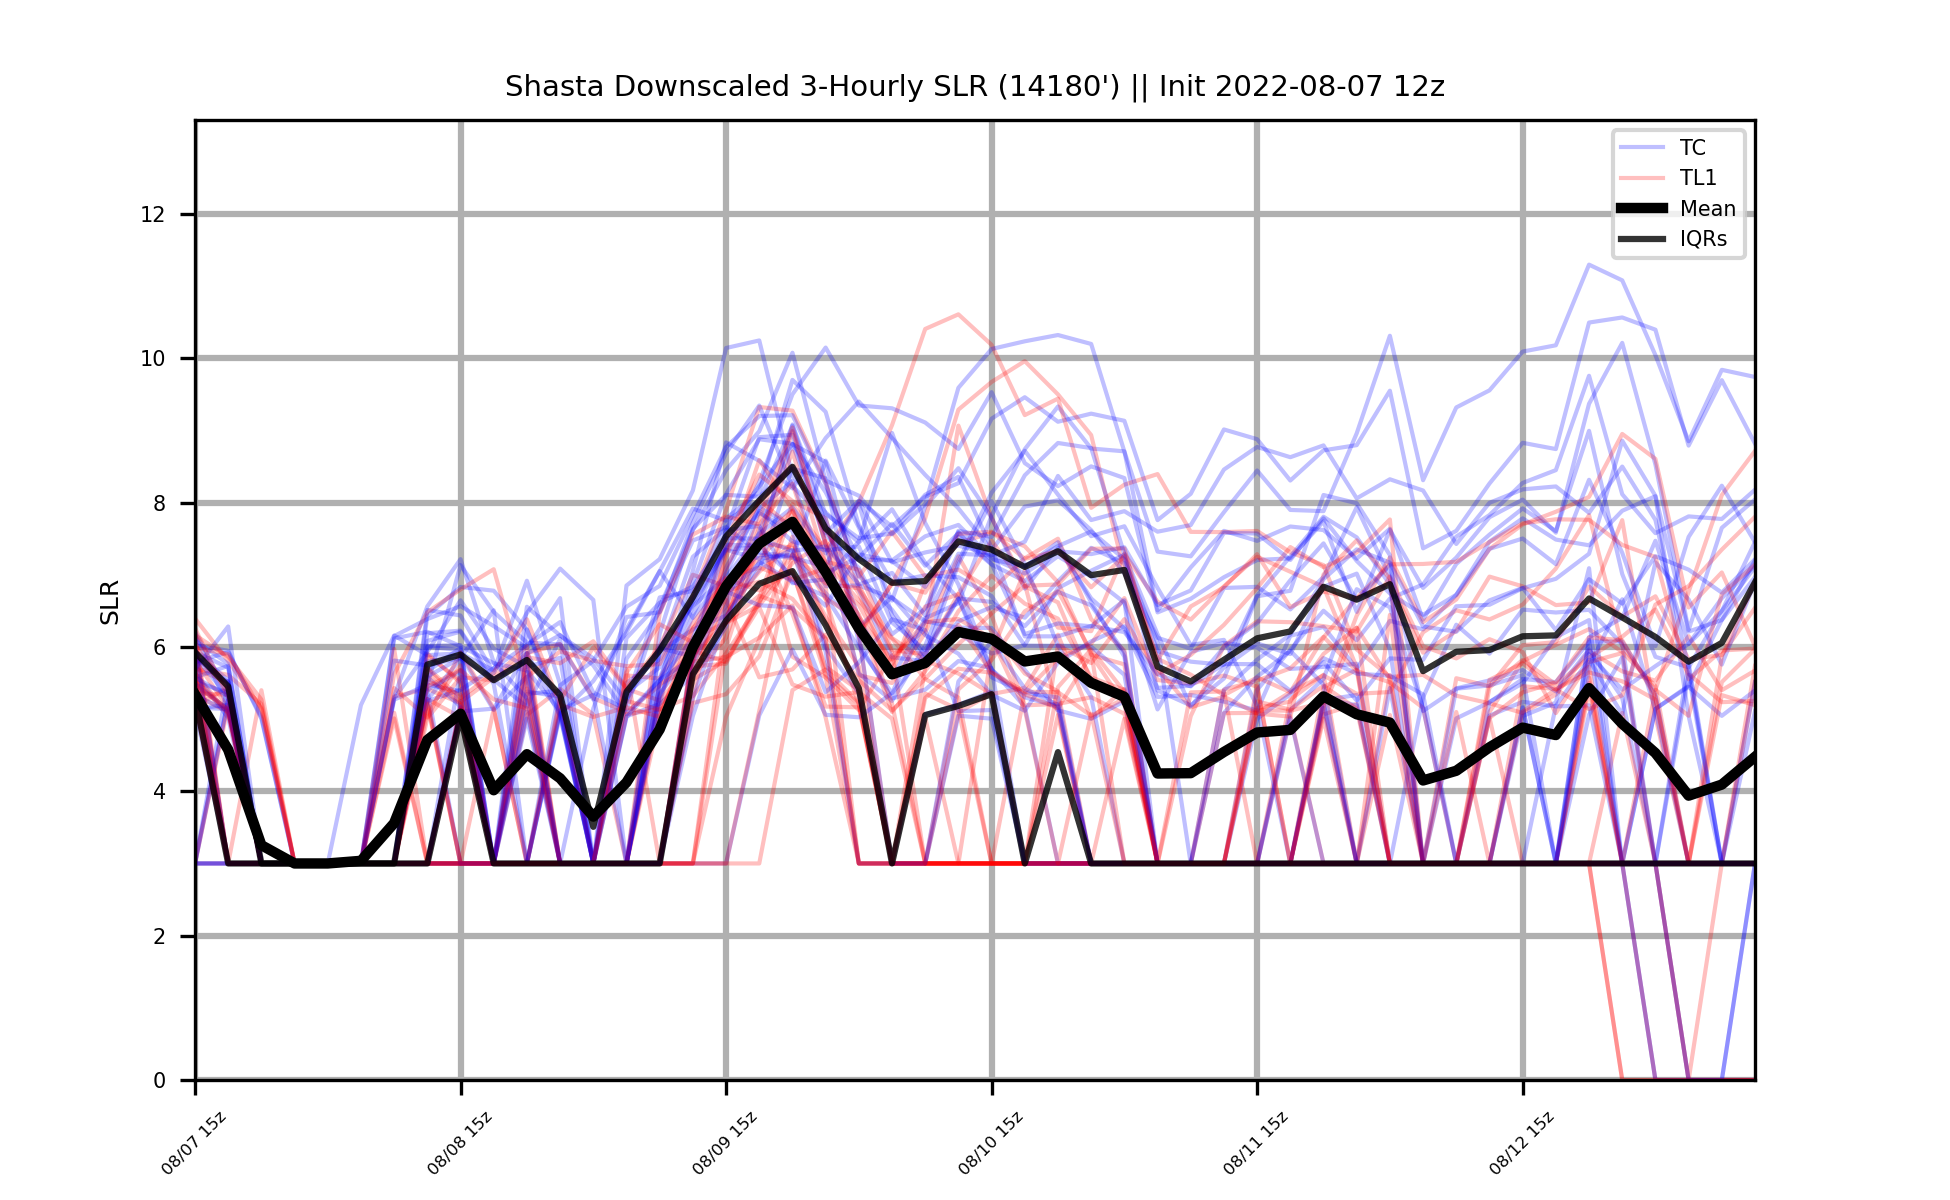 Shasta Downscaled 3-Hourly SLR (14180') || Init 2022-08-07 12z
TC
TL1
Mean
IQRs
SLR
12
10
8
6
4
2
0
08/07 15z
08/08 15z
08/09 15z
08/10 15z
08/11 15z
08/12 15z